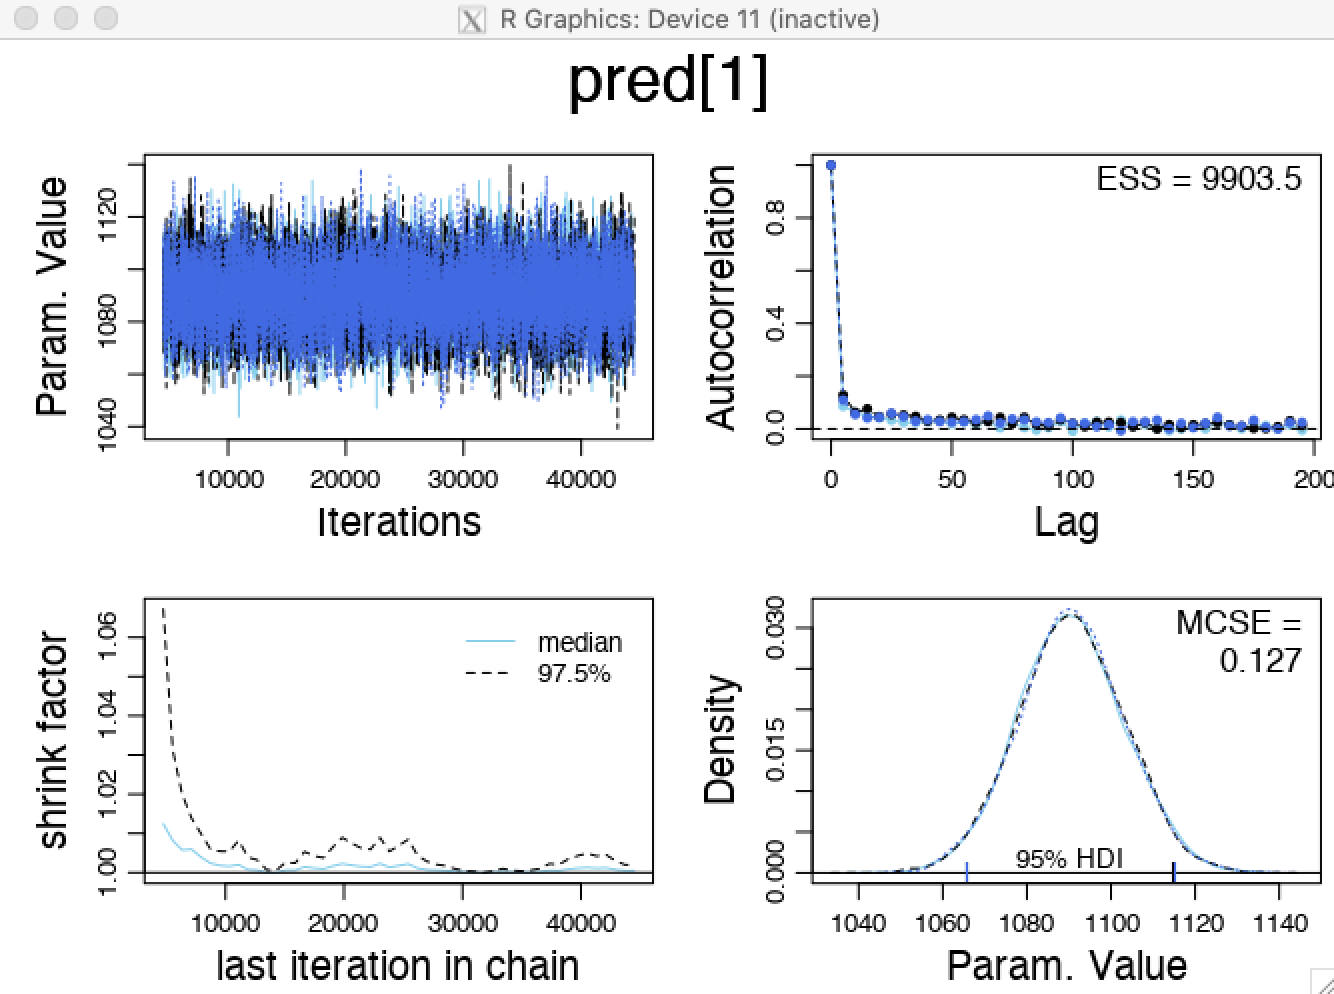 R Graphics: Device 11 (inactive)
pred[1]
Param. Value
1040 1080 1120
10000 20000 30000 40000
Iterations
Autocorrelation
0.0 0.4 0.8
ESS = 9903.5
0 50 100 150 200
Lag
shrink factor
1.00 1.02 1.04 1.06
median
97.5%
10000 20000 30000 40000
last iteration in chain
Density
0.000 0.015 0.030
MCSE =
0.127
95% HDI
1040 1060 1080 1100 1120 1140
Param. Value